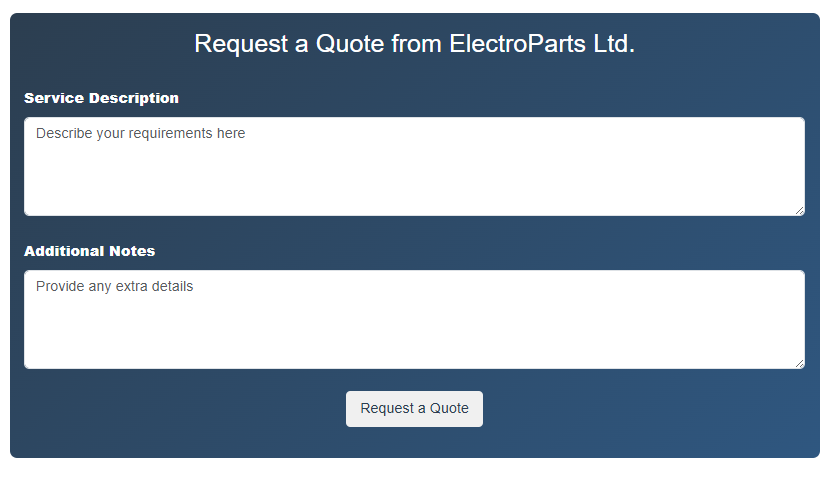 Request a Quote from ElectroParts Ltd.
Service Description
Describe your requirements here
Additional Notes
Provide any extra details
Request a Quote